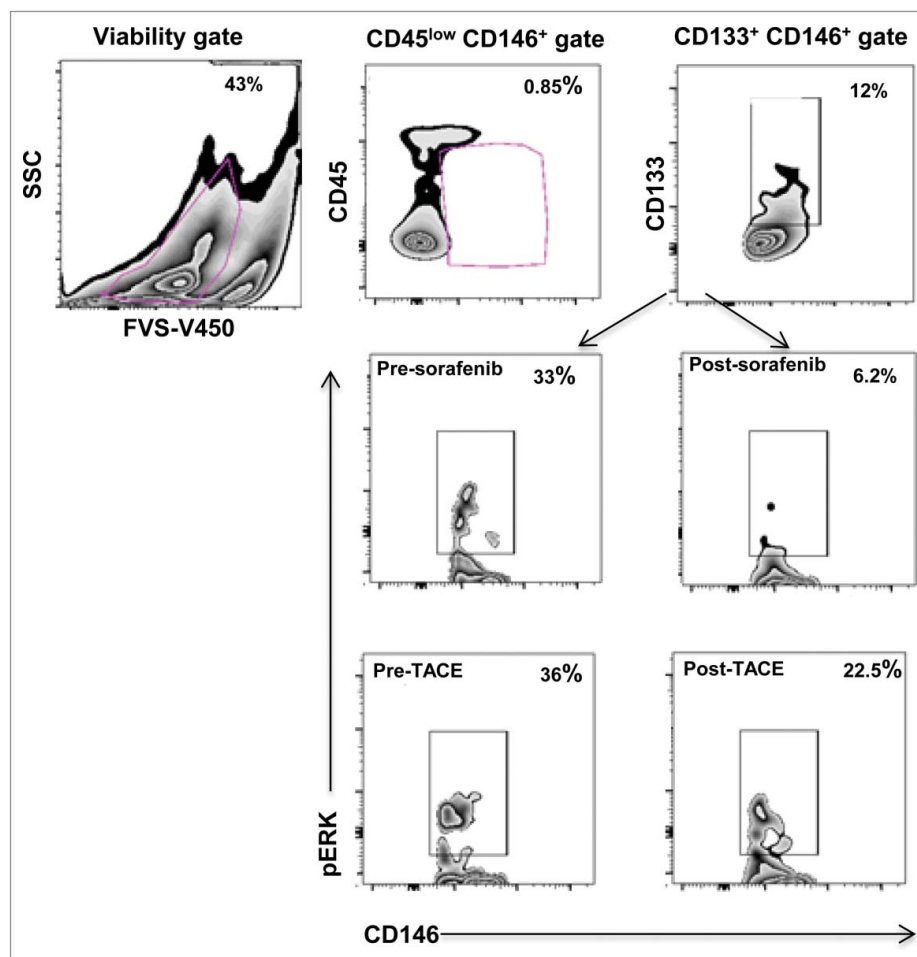 Viability gate
CD45low CD146+ gate
CD133+ CD146+ gate
43%
0.85%
12%
SSC
CD45
CD133
FVS-V450
Pre-sorafenib
33%
Post-sorafenib
6.2%
Pre-TACE
36%
Post-TACE
22.5%
pERK
CD146